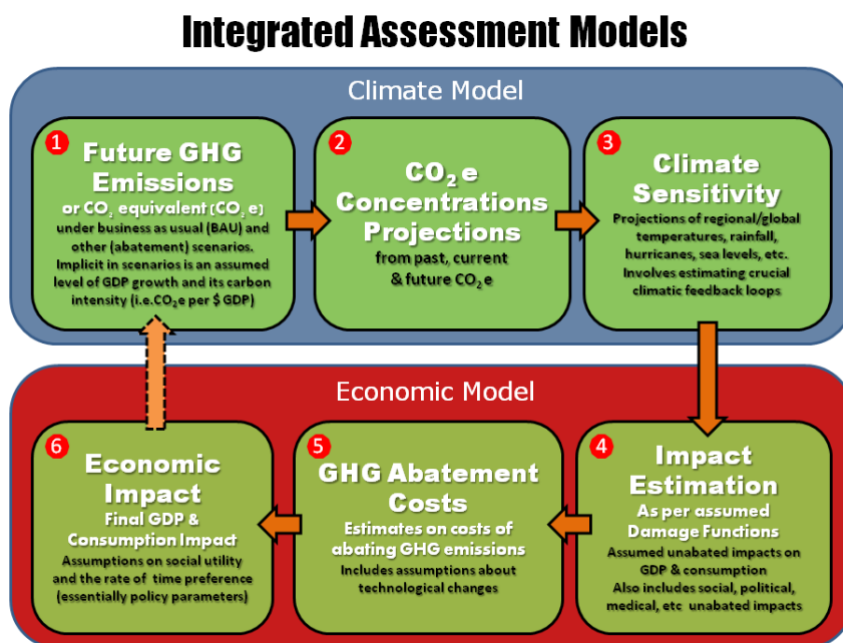 Integrated Assessment Models
Climate Model
1
Future GHG
Emissions
or CO₂ equivalent (CO₂ e)
under business as usual (BAU) and
other (abatement) scenarios.
Implicit in scenarios is an assumed
level of GDP growth and its carbon
intensity (i.e.CO₂e per $ GDP)
2
CO₂ e
Concentrations
Projections
from past, current
& future CO₂ e
3
Climate
Sensitivity
Projections of regional/global
temperatures, rainfall,
hurricanes, sea levels, etc.
Involves estimating crucial
climatic feedback loops
Economic Model
6
Economic
Impact
Final GDP &
Consumption Impact
Assumptions on social utility
and the rate of time preference
(essentially policy parameters)
5
GHG Abatement
Costs
Estimates on costs of
abating GHG emissions
Includes assumptions about
technological changes
4
Impact
Estimation
As per assumed
Damage Functions
Assumed unabated impacts on
GDP & consumption
Also includes social, political,
medical, etc unabated impacts